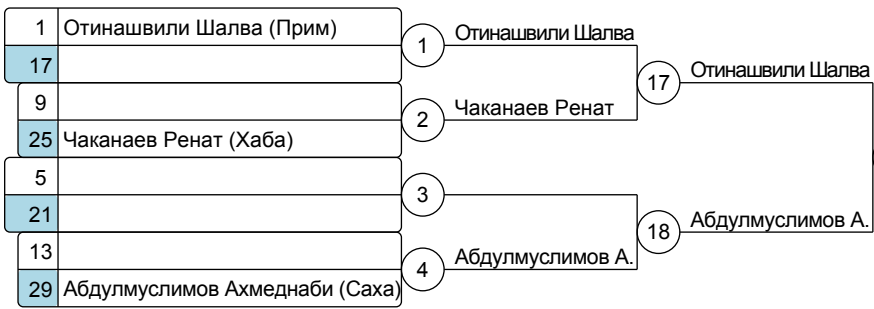 1 Отинашвили Шалва (Прим)
17
9
25 Чаканаев Ренат (Хаба)
5
21
13
29 Абдулмуслимов Ахмеднаби (Саха)
1 Отинашвили Шалва
2 Чаканаев Ренат
3
4 Абдулмуслимов А.
17 Отинашвили Шалва
18 Абдулмуслимов А.